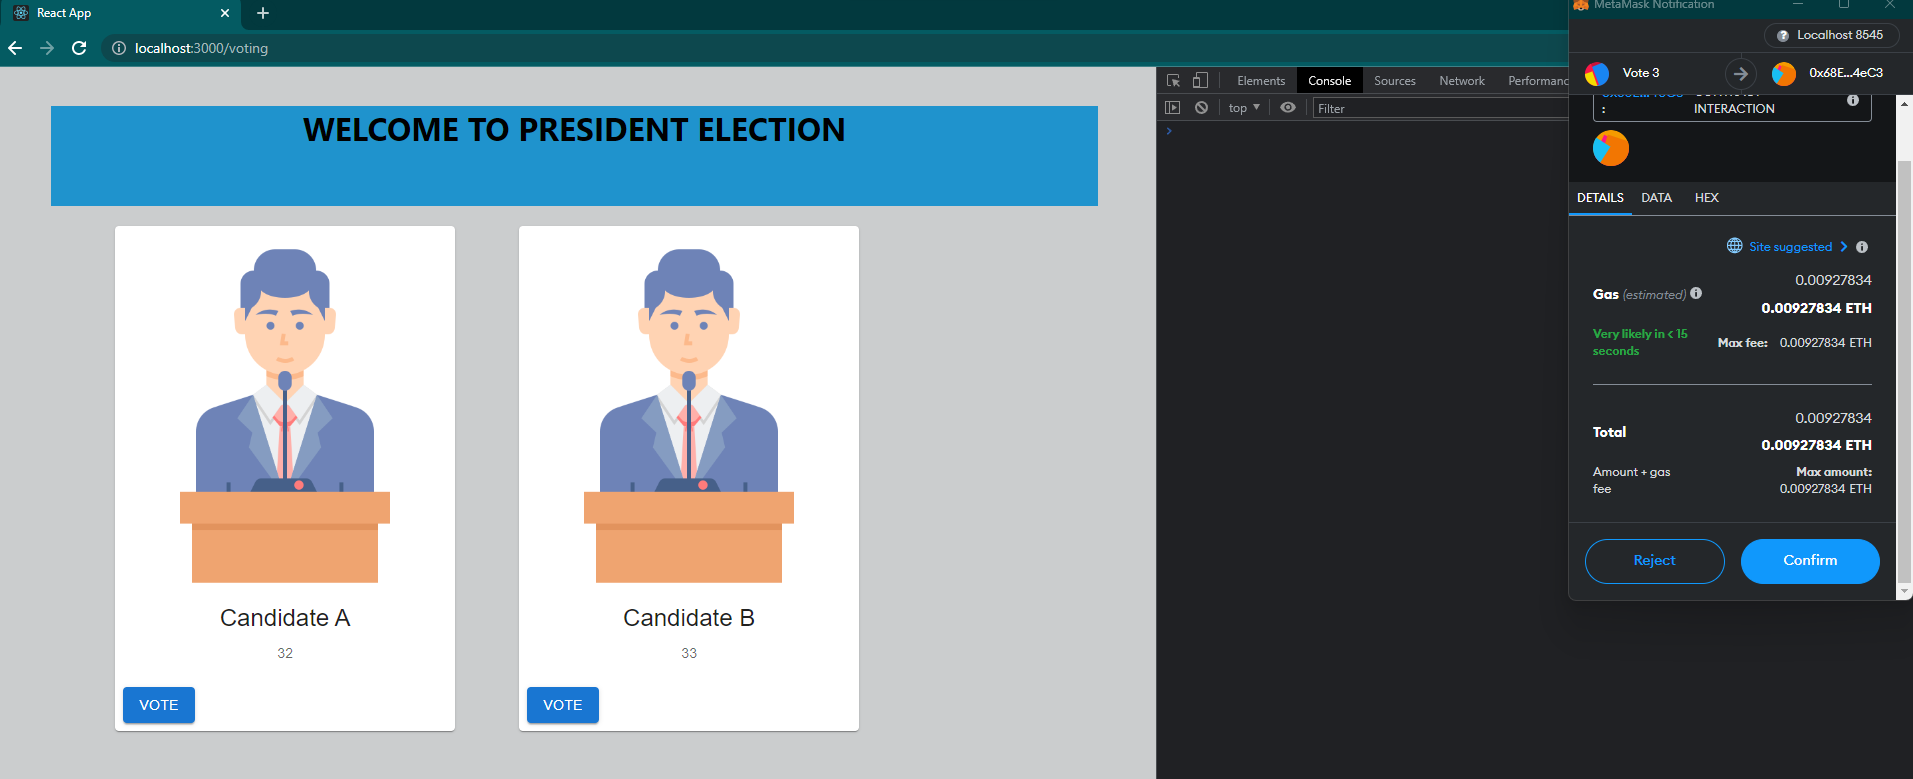 React App
localhost:3000/voting
WELCOME TO PRESIDENT ELECTION
Candidate A
32
VOTE
Candidate B
33
VOTE
Elements Console Sources Network
top
Filter
MetaMask Notification
Localhost 8545
Vote 3
0x68E...4eC3
:
INTERACTION
DETAILS DATA HEX
Site suggested
0.00927834
Gas (estimated)
0.00927834 ETH
Very likely in < 15
seconds
Max fee: 0.00927834 ETH
0.00927834
Total
0.00927834 ETH
Amount + gas
fee
Max amount:
0.00927834 ETH
Reject
Confirm